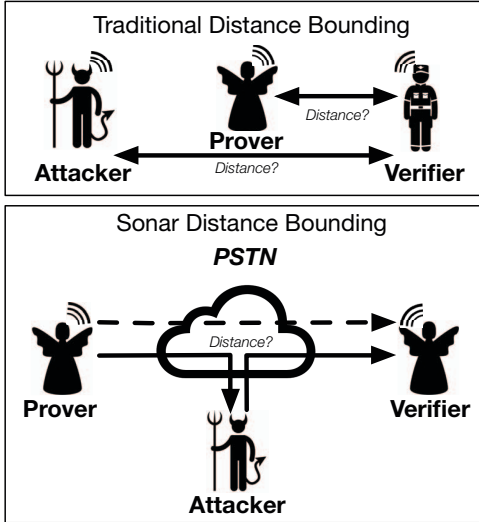 Traditional Distance Bounding
Distance?
Prover
Distance?
Attacker
Verifier
Sonar Distance Bounding
PSTN
Distance?
Prover
Verifier
Attacker